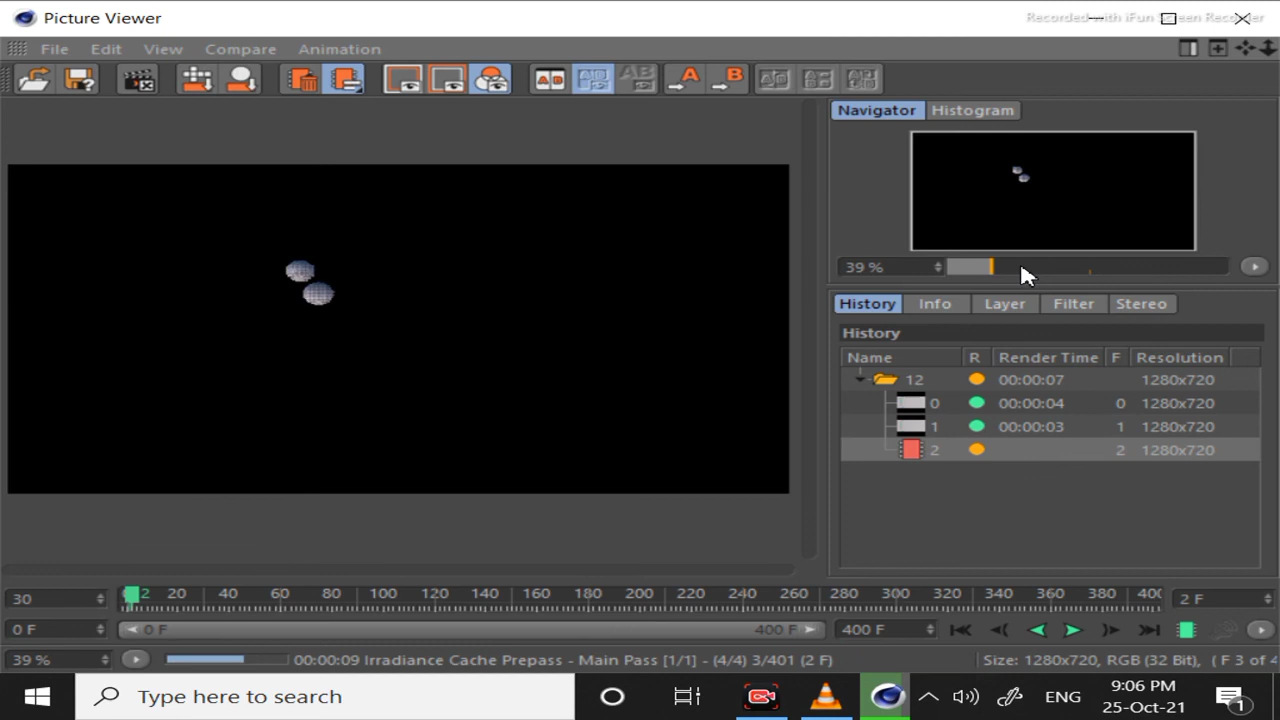 Picture Viewer
Recorded with iFun Screen Recorder
File Edit View Compare Animation
Navigator Histogram
39 %
History Info Layer Filter Stereo
History
Name R Render Time F Resolution
12 00:00:07 1280x720
0 00:00:04 0 1280x720
1 00:00:03 1 1280x720
2 2 1280x720
30 2 20 40 60 80 100 120 140 160 180 200 220 240 260 280 300 320 340 360 380 400 2 F
0 F 0 F 400 F 400 F
39 % 00:00:09 Irradiance Cache Prepass - Main Pass [1/1] - (4/4) 3/401 (2 F) Size: 1280x720, RGB (32 Bit), ( F 3 of 4
Type here to search ENG 9:06 PM
25-Oct-21 1